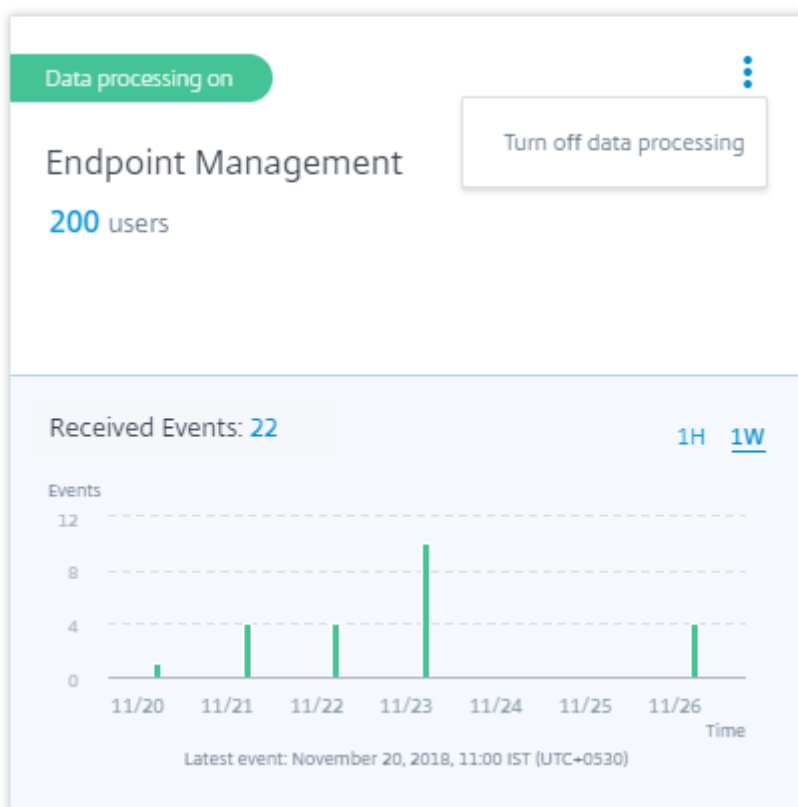 Data processing on
Turn off data processing
Endpoint Management
200 users
Received Events: 22
1H 1W
Events
12
8
4
0
11/20 11/21 11/22 11/23 11/24 11/25 11/26
Time
Latest event: November 20, 2018, 11:00 IST (UTC+0530)